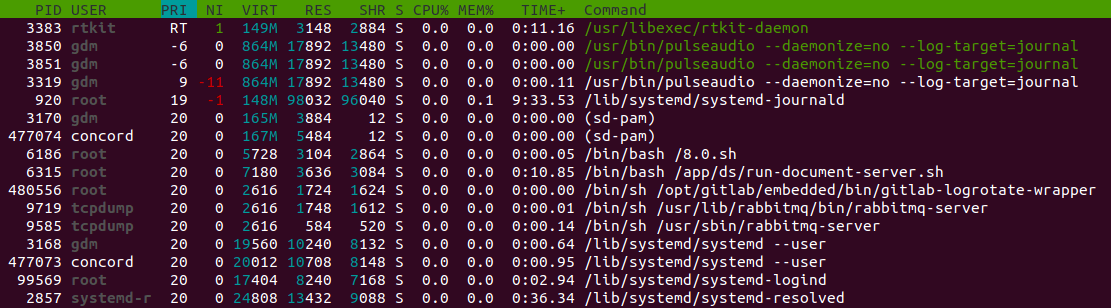 PID USER PRI NI VIRT RES SHR S CPU% MEM% TIME+ Command
3383 rtkit RT 1 149M 3148 2884 S 0.0 0.0 0:11.16 /usr/libexec/rtkit-daemon
3850 gdm -6 0 864M 17892 13480 S 0.0 0.0 0:00.00 /usr/bin/pulseaudio --daemonize=no --log-target=journal
3851 gdm -6 0 864M 17892 13480 S 0.0 0.0 0:00.00 /usr/bin/pulseaudio --daemonize=no --log-target=journal
3319 gdm 9 -11 864M 17892 13480 S 0.0 0.0 0:00.11 /usr/bin/pulseaudio --daemonize=no --log-target=journal
920 root 19 -1 148M 98032 96040 S 0.0 0.1 9:33.53 /lib/systemd/systemd-journald
3170 gdm 20 0 165M 3884 12 S 0.0 0.0 0:00.00 (sd-pam)
477074 concord 20 0 167M 5484 12 S 0.0 0.0 0:00.00 (sd-pam)
6186 root 20 0 5728 3104 2864 S 0.0 0.0 0:00.05 /bin/bash /8.0.sh
6315 root 20 0 7180 3636 3084 S 0.0 0.0 0:10.85 /bin/bash /app/ds/run-document-server.sh
480556 root 20 0 2616 1724 1624 S 0.0 0.0 0:00.00 /bin/sh /opt/gitlab/embedded/bin/gitlab-logrotate-wrapper
9719 tcpdump 20 0 2616 1748 1612 S 0.0 0.0 0:00.01 /bin/sh /usr/lib/rabbitmq/bin/rabbitmq-server
9585 tcpdump 20 0 2616 584 520 S 0.0 0.0 0:00.14 /bin/sh /usr/sbin/rabbitmq-server
3168 gdm 20 0 19560 10240 8132 S 0.0 0.0 0:00.64 /lib/systemd/systemd --user
477073 concord 20 0 20012 10708 8148 S 0.0 0.0 0:00.95 /lib/systemd/systemd --user
99569 root 20 0 17404 8240 7168 S 0.0 0.0 0:02.94 /lib/systemd/systemd-logind
2857 systemd-r 20 0 24808 13432 9088 S 0.0 0.0 0:36.34 /lib/systemd/systemd-resolved